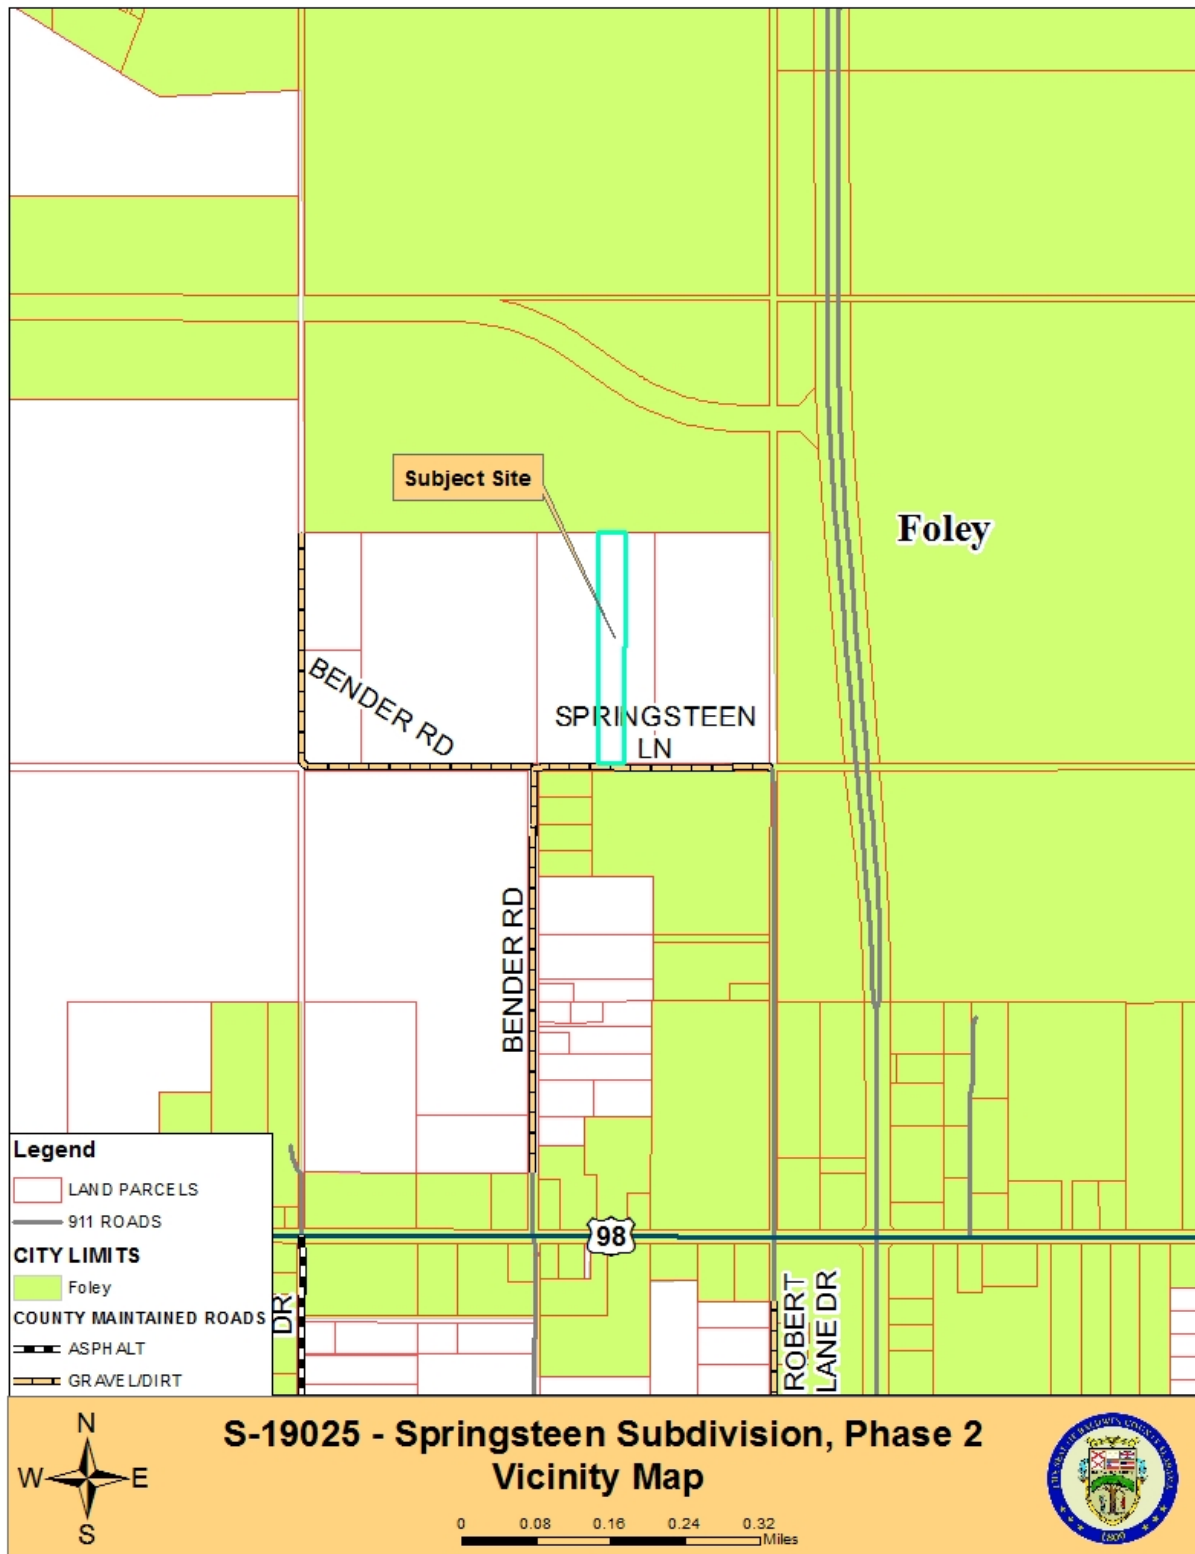 Subject Site
Foley
BENDER RD
SPRINGSTEEN
LN
BENDER RD
98
Legend
LAND PARCELS
911 ROADS
CITY LIMITS
Foley
COUNTY MAINTAINED ROADS
ASPHALT
GRAVEL/DIRT
DR
ROBERT
LANE DR
N
W E
S
S-19025 - Springsteen Subdivision, Phase 2
Vicinity Map
0 0.08 0.16 0.24 0.32
Miles